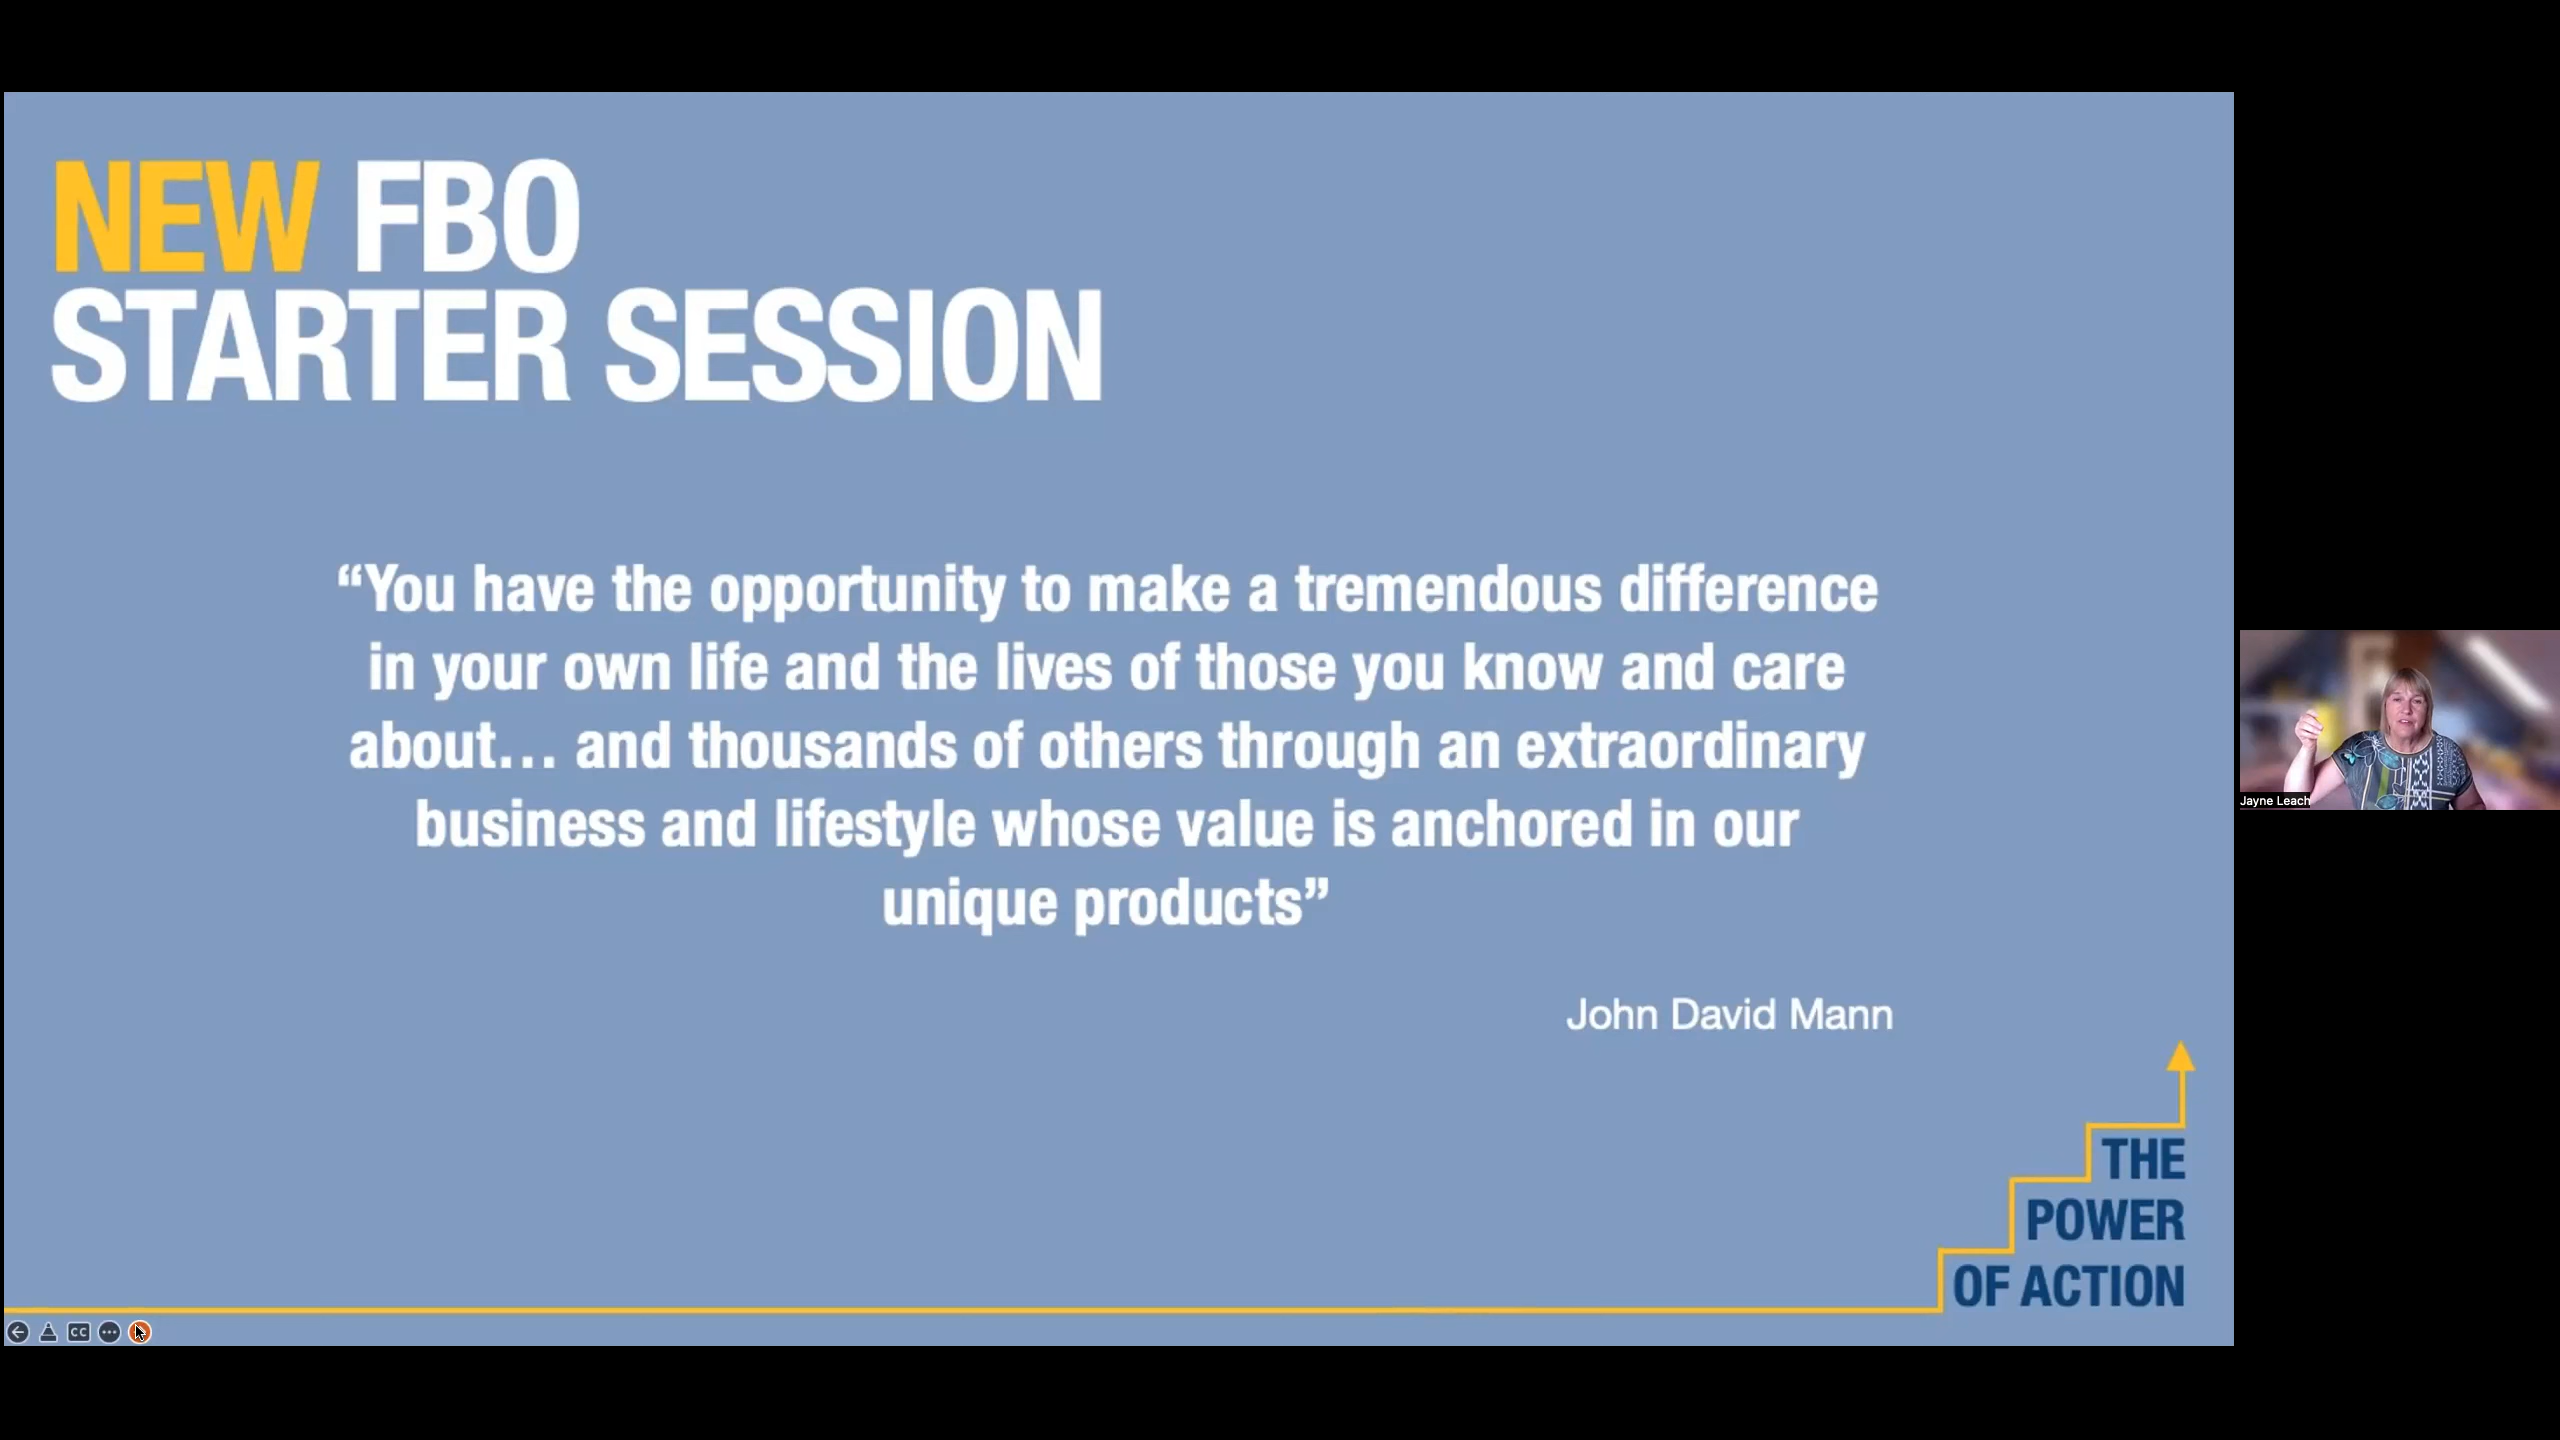 NEW FBO
STARTER SESSION
“You have the opportunity to make a tremendous difference
in your own life and the lives of those you know and care
about… and thousands of others through an extraordinary
business and lifestyle whose value is anchored in our
unique products”
John David Mann
THE
POWER
OF ACTION
CC
Jayne Leach